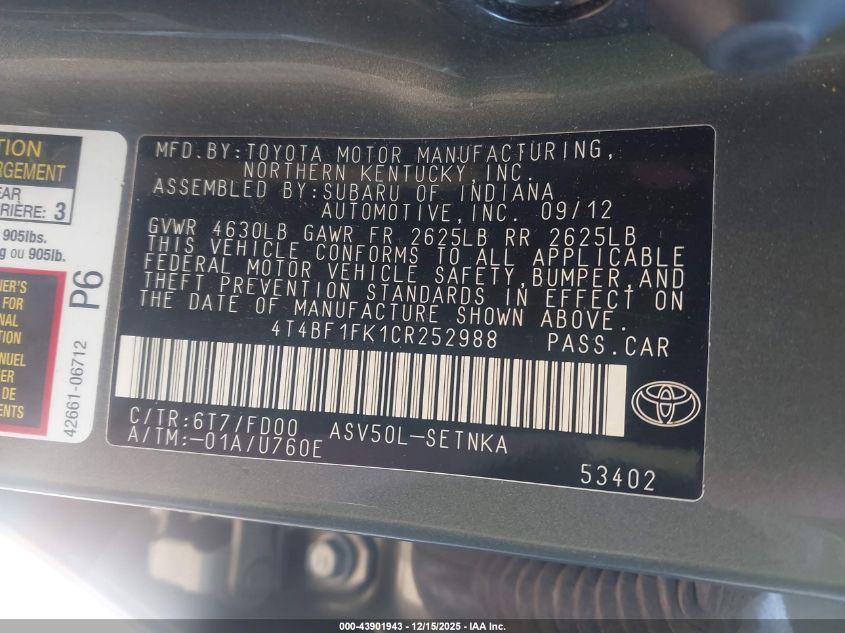 TION
RGEMENT
EAR
RRIÈRE: 3
905lbs.
g ou 905lb.
NER'S
FOR
NAL
TION
NUEL
DE
ENTS
P6
42661-06712
MFD.BY:TOYOTA MOTOR MANUFACTURING,
NORTHERN KENTUCKY,INC.
ASSEMBLED BY:SUBARU OF INDIANA
AUTOMOTIVE,INC. 09/12
GVWR 4630LB GAWR FR 2625LB RR 2625LB
THIS VEHICLE CONFORMS TO ALL APPLICABLE
FEDERAL MOTOR VEHICLE SAFETY,BUMPER,AND
THEFT PREVENTION STANDARDS IN EFFECT ON
THE DATE OF MANUFACTURE SHOWN ABOVE.
4T4BF1FK1CR252988 PASS.CAR
C/TR:6T7/FD00 ASV50L-SETNKA
A/TM:-01A/U760E
53402
000-43901943 - 12/15/2025 - IAA Inc.